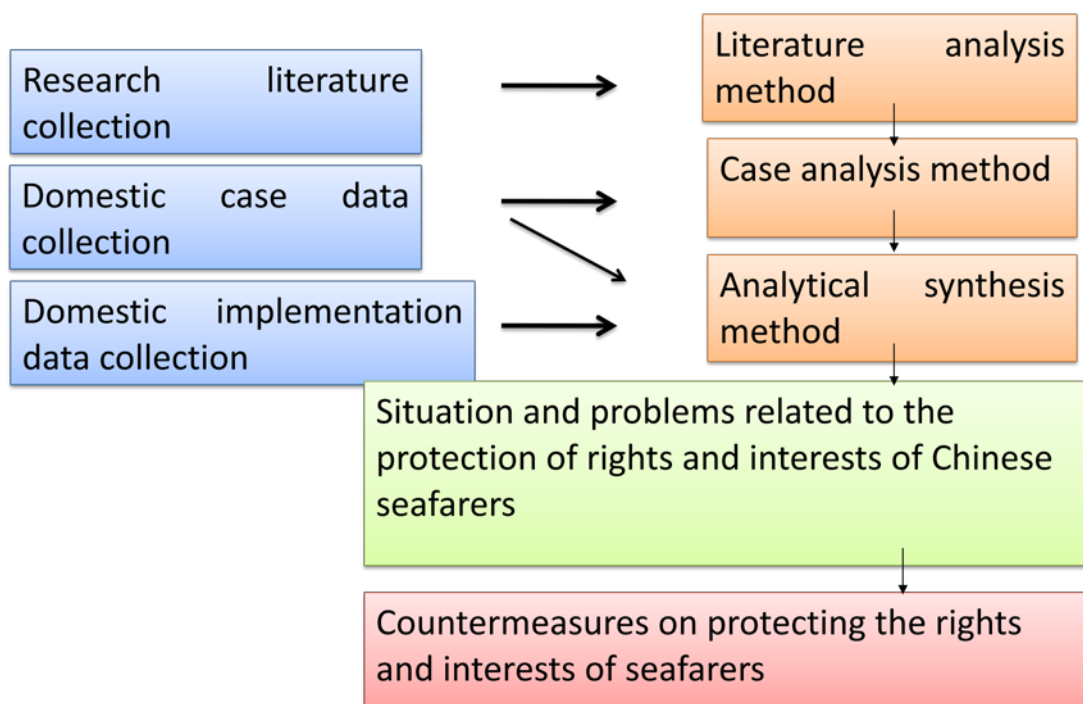 Research literature
collection
Literature analysis
method
Domestic case data
collection
Case analysis method
Domestic implementation
data collection
Analytical synthesis
method
Situation and problems related to the
protection of rights and interests of Chinese
seafarers
Countermeasures on protecting the rights
and interests of seafarers